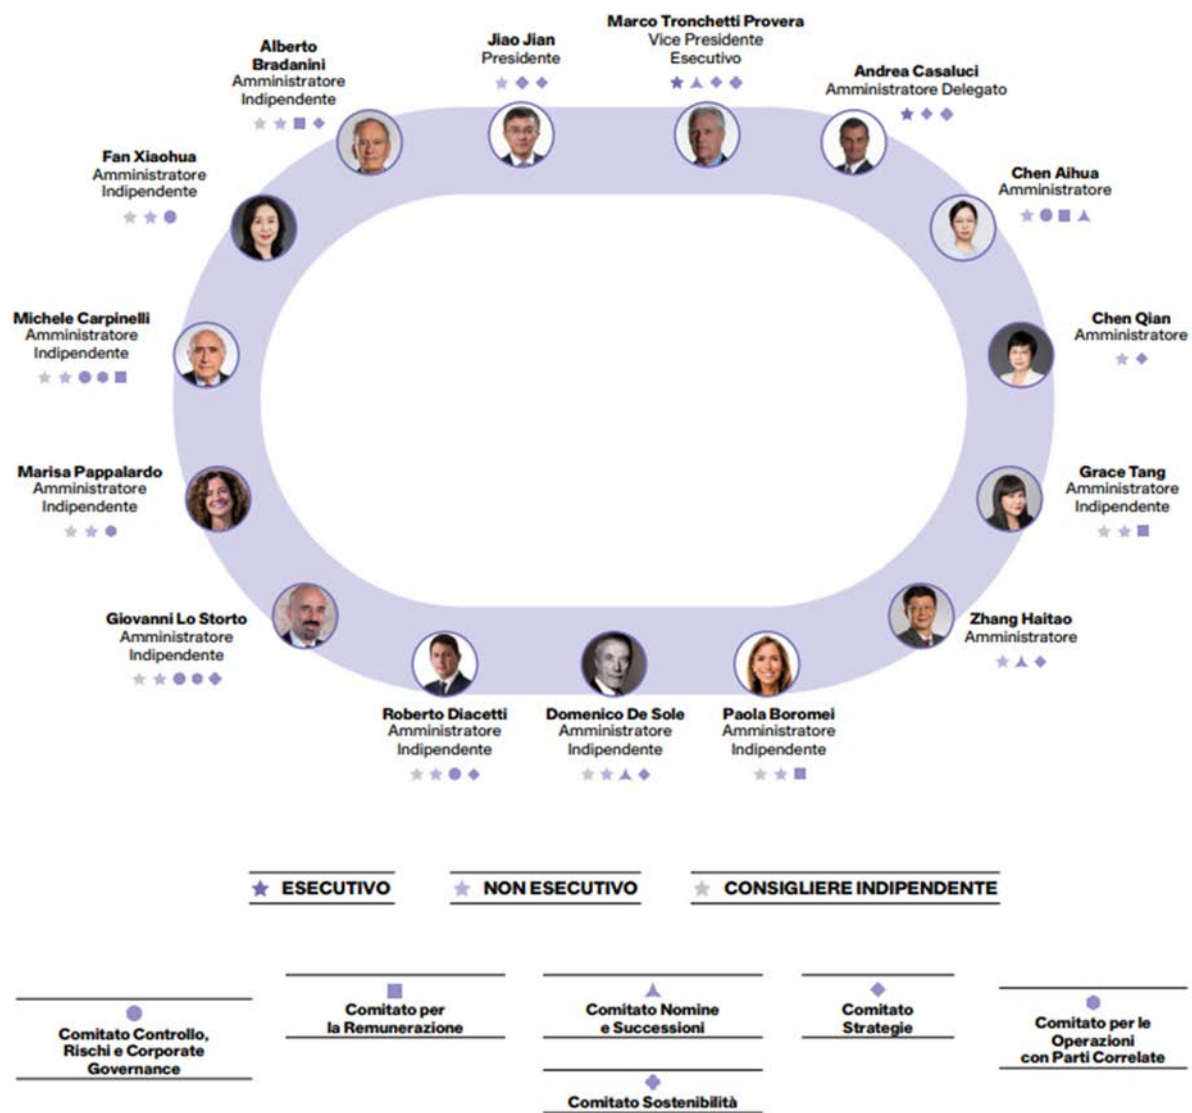 Marco Tronchetti Provera
Vice Presidente
Esecutivo
Jiao Jian
Presidente
Alberto
Bradanini
Amministratore
Indipendente
Andrea Casaluci
Amministratore Delegato
Fan Xiaohua
Amministratore
Indipendente
Chen Aihua
Amministratore
Michele Carpinelli
Amministratore
Indipendente
Chen Qian
Amministratore
Marisa Pappalardo
Amministratore
Indipendente
Grace Tang
Amministratore
Indipendente
Giovanni Lo Storto
Amministratore
Indipendente
Zhang Haitao
Amministratore
Roberto Diacetti
Amministratore
Indipendente
Domenico De Sole
Amministratore
Indipendente
Paola Boromei
Amministratore
Indipendente
ESECUTIVO
NON ESECUTIVO
CONSIGLIERE INDIPENDENTE
Comitato Controllo,
Rischi e Corporate
Governance
Comitato per
la Remunerazione
Comitato Nomine
e Successioni
Comitato
Strategie
Comitato per le
Operazioni
con Parti Correlate
Comitato Sostenibilità